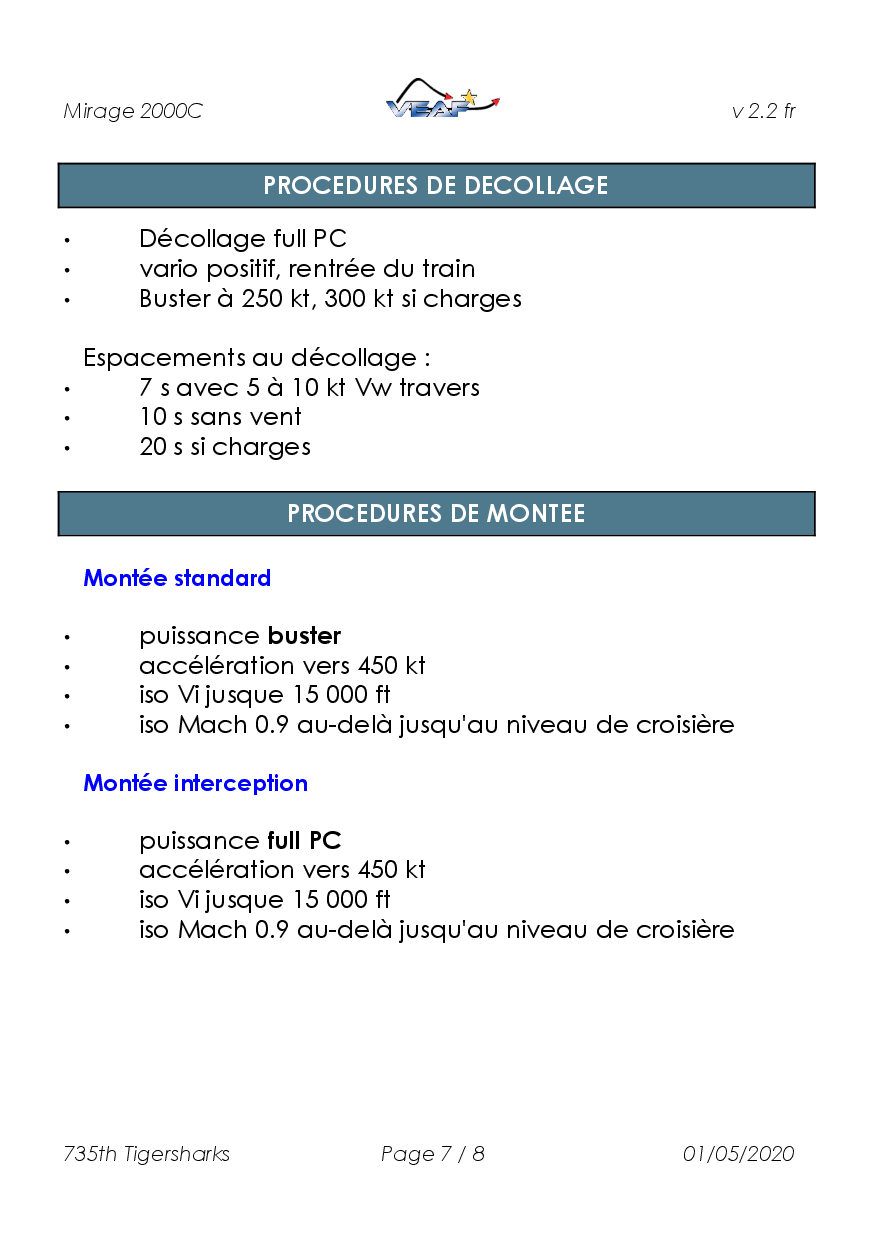 Mirage 2000C
VEAF
v 2.2 fr
PROCEDURES DE DECOLLAGE
• Décollage full PC
• vario positif, rentrée du train
• Buster à 250 kt, 300 kt si charges
Espacements au décollage :
• 7 s avec 5 à 10 kt Vw travers
• 10 s sans vent
• 20 s si charges
PROCEDURES DE MONTEE
Montée standard
• puissance buster
• accélération vers 450 kt
• iso Vi jusque 15 000 ft
• iso Mach 0.9 au-delà jusqu'au niveau de croisière
Montée interception
• puissance full PC
• accélération vers 450 kt
• iso Vi jusque 15 000 ft
• iso Mach 0.9 au-delà jusqu'au niveau de croisière
735th Tigersharks
Page 7 / 8
01/05/2020